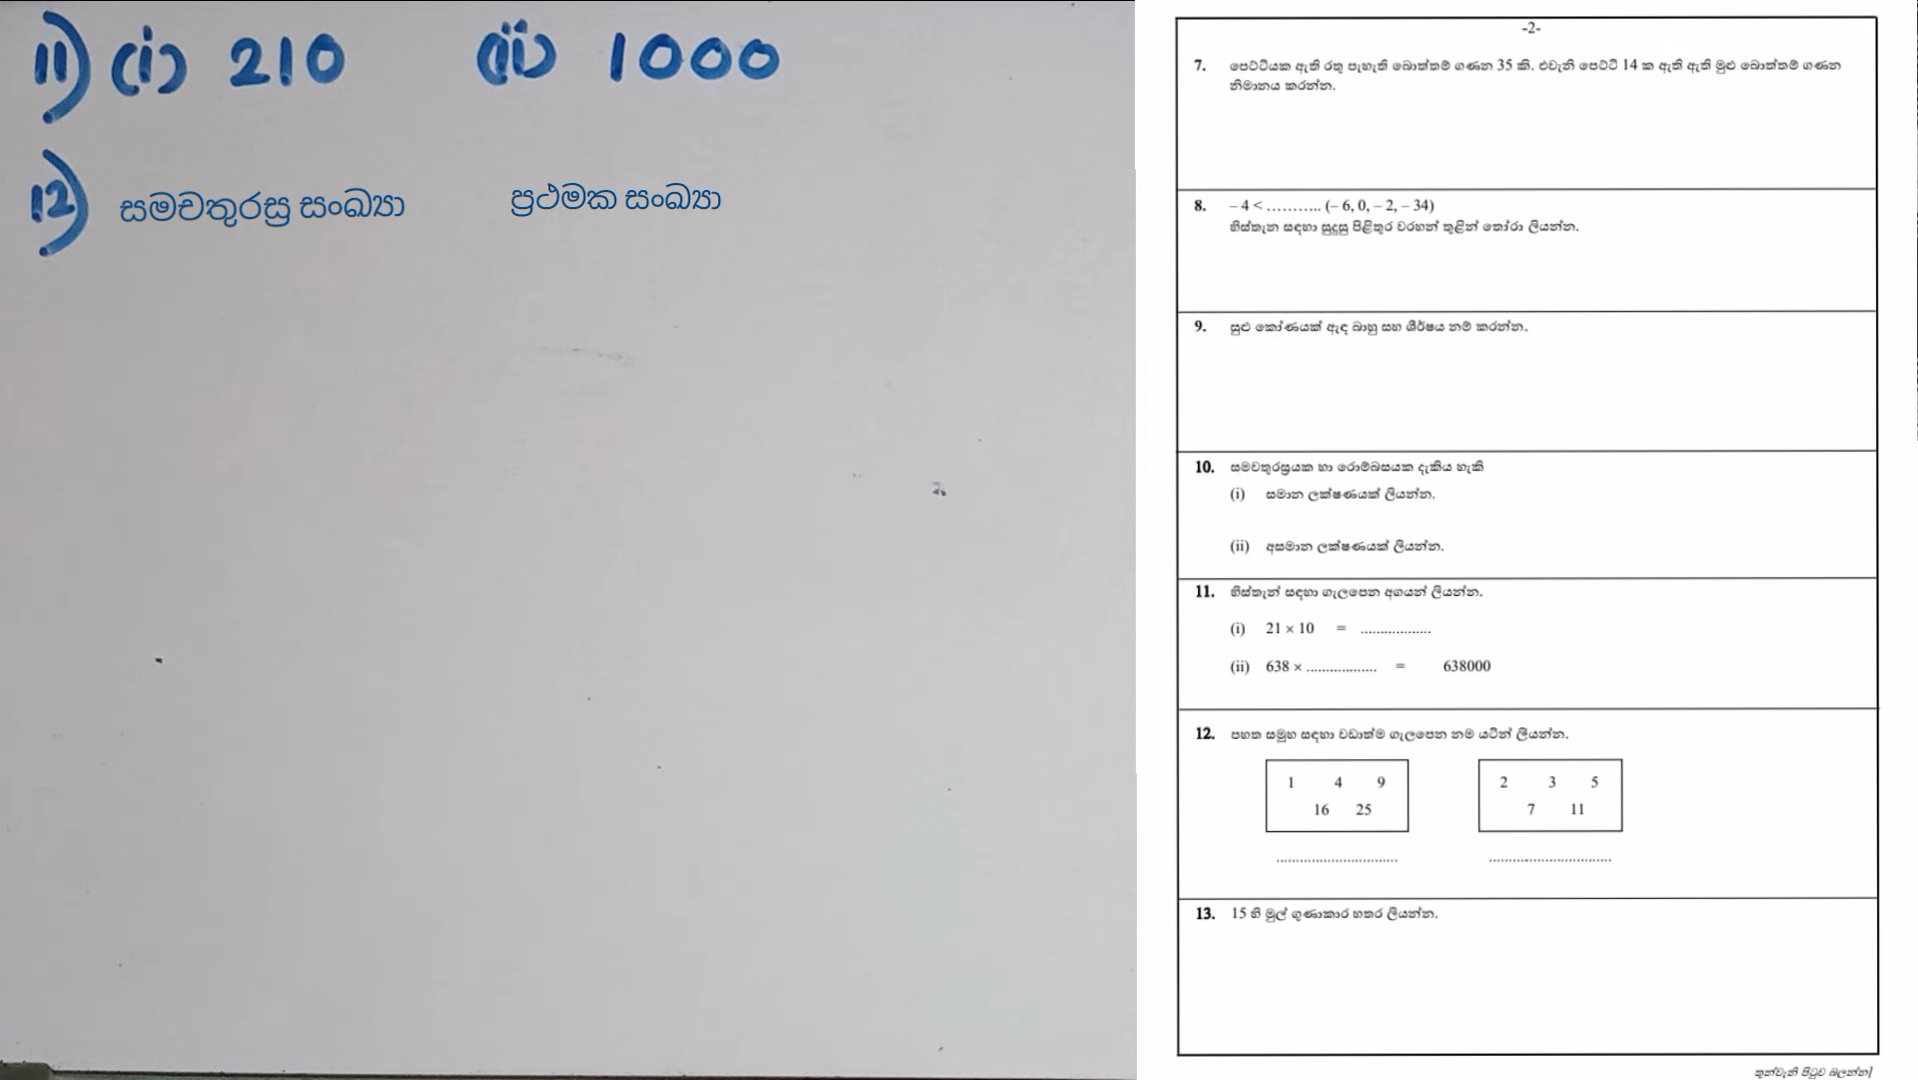 11) (i) 210 (ii) 1000
12) සමචතුරස්‍ර සංඛ්‍යා ප්‍රථමක සංඛ්‍යා
-2-
7. පෙට්ටියක ඇති රතු පැහැති බොත්තම් ගණන 35 කි. එවැනි පෙට්ටි 14 ක ඇති ඇති මුළු බොත්තම් ගණන
නිමානය කරන්න.
8. – 4 < ........... (– 6, 0, – 2, – 34)
හිස්තැන සඳහා සුදුසු පිළිතුර වරහන් තුළින් තෝරා ලියන්න.
9. සුළු කෝණයක් ඇඳ බාහු සහ ශීර්ෂය නම් කරන්න.
10. සමචතුරස්‍රයක හා රොම්බසයක දැකිය හැකි
(i) සමාන ලක්ෂණයක් ලියන්න.
(ii) අසමාන ලක්ෂණයක් ලියන්න.
11. හිස්තැන් සඳහා ගැලපෙන අගයන් ලියන්න.
(i) 21 × 10 = ..................
(ii) 638 × .................. = 638000
12. පහත සමූහ සඳහා වඩාත්ම ගැලපෙන නම යටින් ලියන්න.
1 4 9 2 3 5
16 25 7 11
............................... ...............................
13. 15 හි මුල් ගුණාකාර හතර ලියන්න.
තුන්වැනි පිටුව බලන්න|